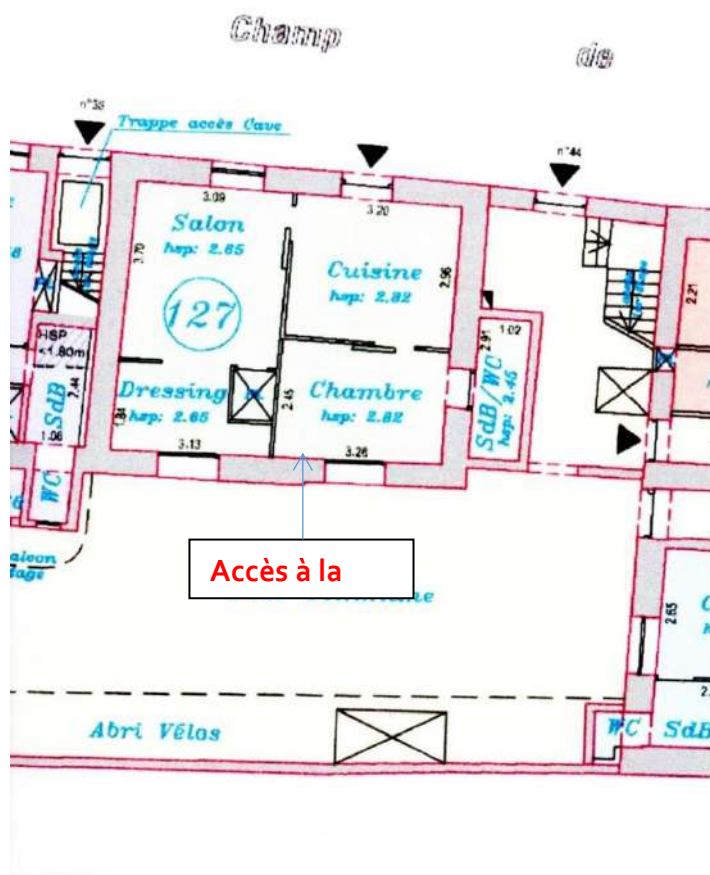 Champ
de
n°38
Trappe accès Cave
n°44
3.09
3.20
Salon
hsp: 2.65
3.70
Cuisine
hsp: 2.82
2.96
2.21
127
HSP
<1.80m
2.91
1.02
SdB
2.44
Dressing
hsp: 2.65
1.84
2.45
Chambre
hsp: 2.82
SdB/WC
hsp: 2.45
1.06
3.13
3.26
WC
Accès à la
2.65
Abri Vélos
WC
SdB